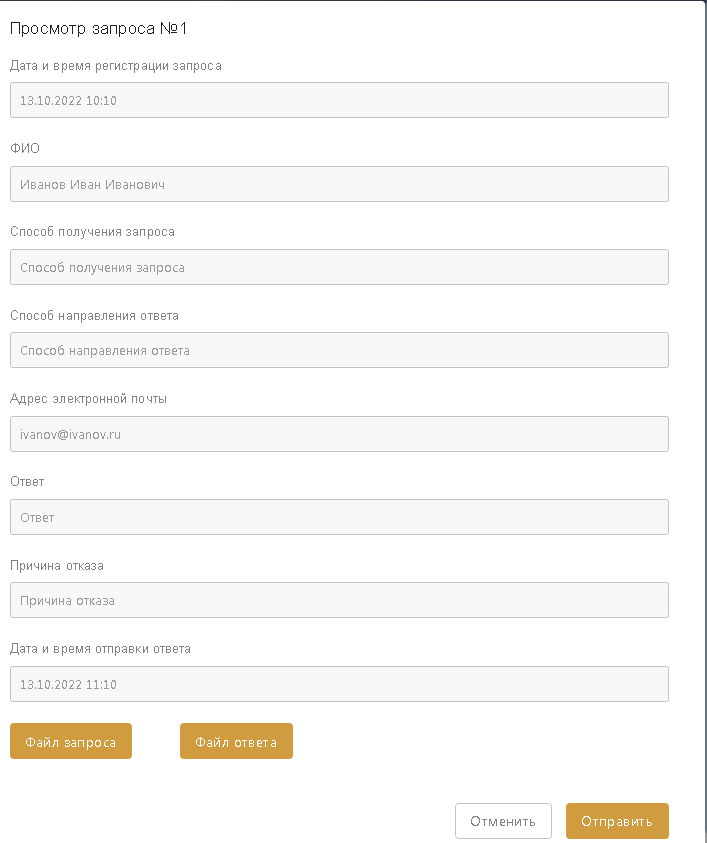 Просмотр запроса №1
Дата и время регистрации запроса
13.10.2022 10:10
ФИО
Иванов Иван Иванович
Способ получения запроса
Способ получения запроса
Способ направления ответа
Способ направления ответа
Адрес электронной почты
ivanov@ivanov.ru
Ответ
Ответ
Причина отказа
Причина отказа
Дата и время отправки ответа
13.10.2022 11:10
Файл запроса Файл ответа
Отменить Отправить